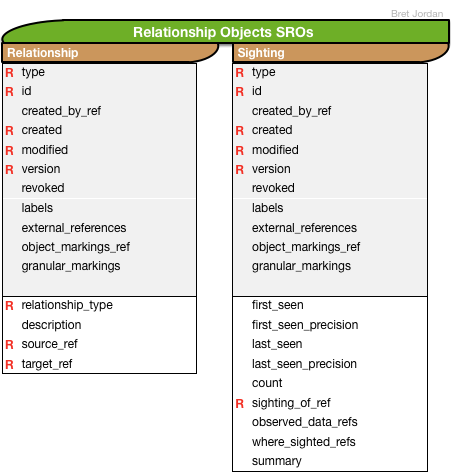 Bret Jordan
Relationship Objects SROs
Relationship
R type
R id
created_by_ref
R created
R modified
R version
revoked
labels
external_references
object_markings_ref
granular_markings
R relationship_type
description
R source_ref
R target_ref
Sighting
R type
R id
created_by_ref
R created
R modified
R version
revoked
labels
external_references
object_markings_ref
granular_markings
first_seen
first_seen_precision
last_seen
last_seen_precision
count
R sighting_of_ref
observed_data_refs
where_sighted_refs
summary